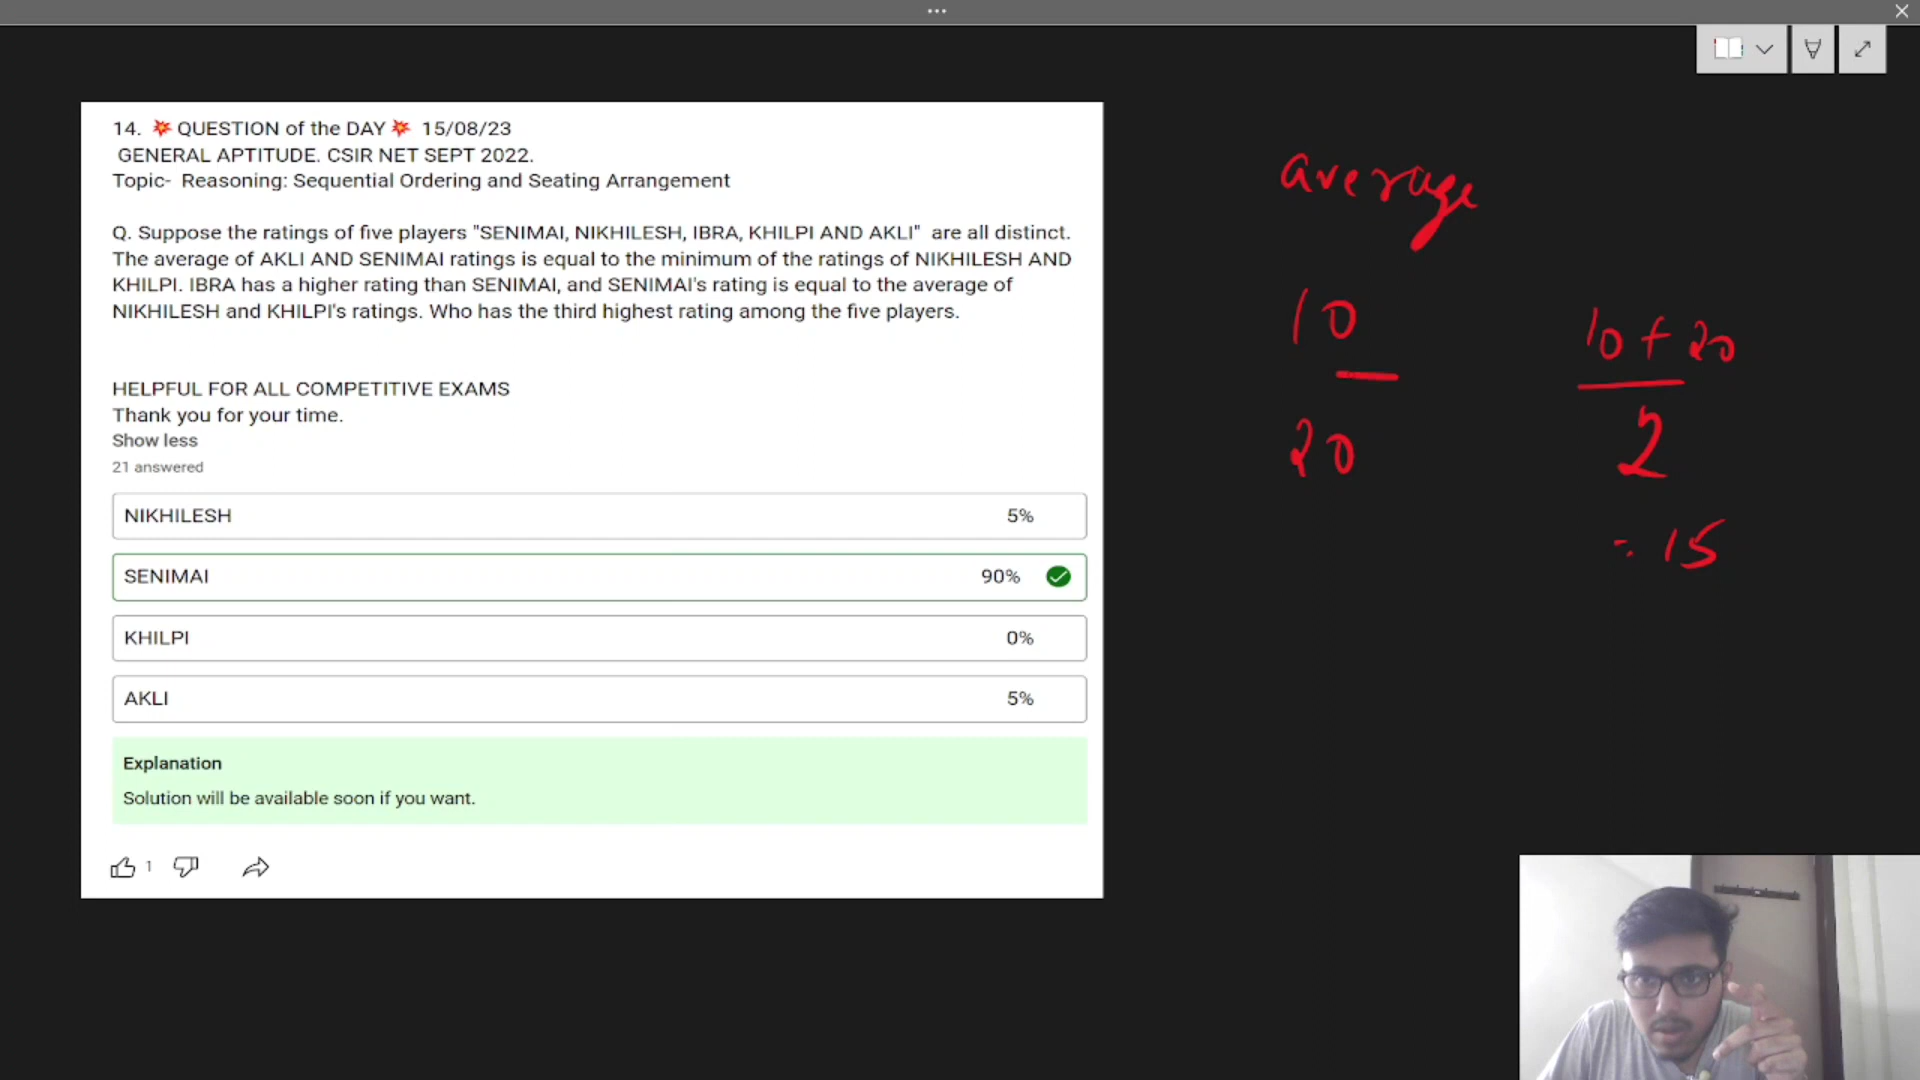 14. 💥 QUESTION of the DAY 💥 15/08/23
GENERAL APTITUDE. CSIR NET SEPT 2022.
Topic- Reasoning: Sequential Ordering and Seating Arrangement
Q. Suppose the ratings of five players "SENIMAI, NIKHILESH, IBRA, KHILPI AND AKLI" are all distinct.
The average of AKLI AND SENIMAI ratings is equal to the minimum of the ratings of NIKHILESH AND
KHILPI. IBRA has a higher rating than SENIMAI, and SENIMAI's rating is equal to the average of
NIKHILESH and KHILPI's ratings. Who has the third highest rating among the five players.
HELPFUL FOR ALL COMPETITIVE EXAMS
Thank you for your time.
Show less
21 answered
NIKHILESH 5%
SENIMAI 90%
KHILPI 0%
AKLI 5%
Explanation
Solution will be available soon if you want.
1
average
10
20
10 + 20
2
= 15